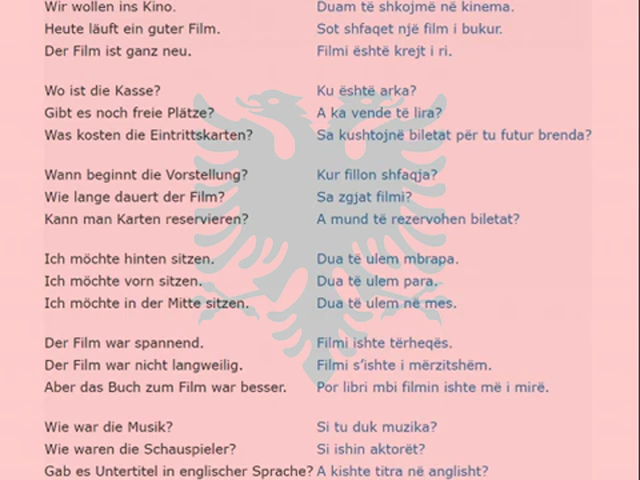 Wir wollen ins Kino. Duam të shkojmë në kinema.
Heute läuft ein guter Film. Sot shfaqet një film i bukur.
Der Film ist ganz neu. Filmi është krejt i ri.
Wo ist die Kasse? Ku është arka?
Gibt es noch freie Plätze? A ka vende të lira?
Was kosten die Eintrittskarten? Sa kushtojnë biletat për tu futur brenda?
Wann beginnt die Vorstellung? Kur fillon shfaqja?
Wie lange dauert der Film? Sa zgjat filmi?
Kann man Karten reservieren? A mund të rezervohen biletat?
Ich möchte hinten sitzen. Dua të ulem mbrapa.
Ich möchte vorn sitzen. Dua të ulem para.
Ich möchte in der Mitte sitzen. Dua të ulem në mes.
Der Film war spannend. Filmi ishte tërheqës.
Der Film war nicht langweilig. Filmi s’ishte i mërzitshëm.
Aber das Buch zum Film war besser. Por libri mbi filmin ishte më i mirë.
Wie war die Musik? Si tu duk muzika?
Wie waren die Schauspieler? Si ishin aktorët?
Gab es Untertitel in englischer Sprache? A kishte titra në anglisht?